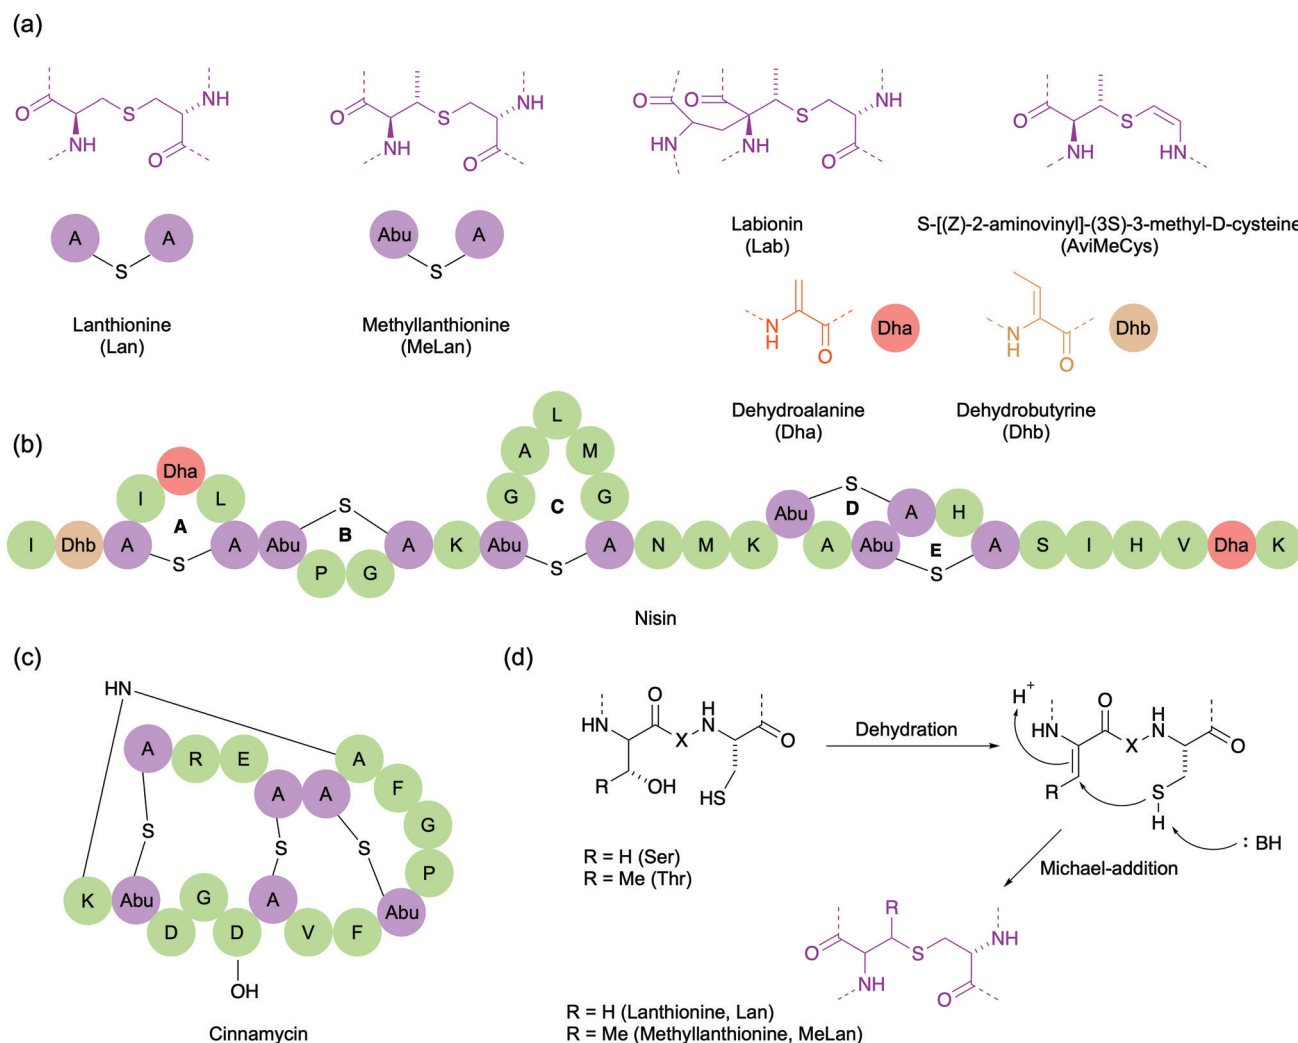 (a)
O
NH
S
NH
O
O
NH
S
NH
O
O
HN
O
NH
S
NH
O
O
NH
S
HN
A
S
A
Abu
S
A
Lanthionine
(Lan)
Methyllanthionine
(MeLan)
Labionin
(Lab)
S-[(Z)-2-aminovinyl]-(3S)-3-methyl-D-cysteine
(AviMeCys)
N
H
O
Dha
N
H
O
Dhb
Dehydroalanine
(Dha)
Dehydrobutyrine
(Dhb)
(b)
I Dhb A I Dha L A S A Abu P G B S A K Abu G A L M G C S A N M K Abu S D A A Abu H E S A S I H V Dha K
Nisin
(c)
HN
A R E A A A F
G
S S S
P
K Abu D G D A V F Abu
OH
Cinnamycin
(d)
HN
O
X
H
N
O
R
OH
HS
R = H (Ser)
R = Me (Thr)
Dehydration
H+
HN
O
X
H
N
O
R
S
H
:BH
Michael-addition
R
O
NH
S
NH
O
R = H (Lanthionine, Lan)
R = Me (Methyllanthionine, MeLan)